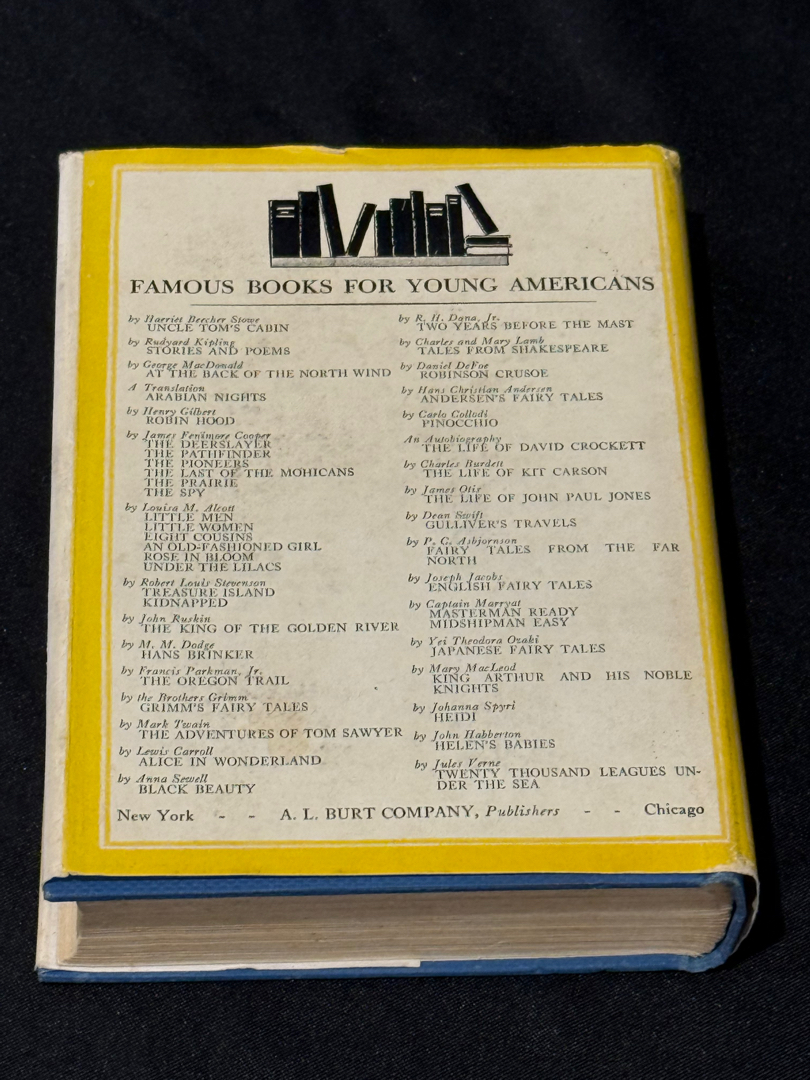 FAMOUS BOOKS FOR YOUNG AMERICANS
by Harriet Beecher Stowe
UNCLE TOM'S CABIN
by Rudyard Kipling
STORIES AND POEMS
by George MacDonald
AT THE BACK OF THE NORTH WIND
A Translation
ARABIAN NIGHTS
by Henry Gilbert
ROBIN HOOD
by James Fenimore Cooper
THE DEERSLAYER
THE PATHFINDER
THE PIONEERS
THE LAST OF THE MOHICANS
THE PRAIRIE
THE SPY
by Louisa M. Alcott
LITTLE MEN
LITTLE WOMEN
EIGHT COUSINS
AN OLD-FASHIONED GIRL
ROSE IN BLOOM
UNDER THE LILACS
by Robert Louis Stevenson
TREASURE ISLAND
KIDNAPPED
by John Ruskin
THE KING OF THE GOLDEN RIVER
by M. M. Dodge
HANS BRINKER
by Francis Parkman, Jr.
THE OREGON TRAIL
by the Brothers Grimm
GRIMM'S FAIRY TALES
by Mark Twain
THE ADVENTURES OF TOM SAWYER
by Lewis Carroll
ALICE IN WONDERLAND
by Anna Sewell
BLACK BEAUTY
by R. H. Dana, Jr.
TWO YEARS BEFORE THE MAST
by Charles and Mary Lamb
TALES FROM SHAKESPEARE
by Daniel DeFoe
ROBINSON CRUSOE
by Hans Christian Andersen
ANDERSEN'S FAIRY TALES
by Carlo Collodi
PINOCCHIO
An Autobiography
THE LIFE OF DAVID CROCKETT
by Charles Burdett
THE LIFE OF KIT CARSON
by James Otis
THE LIFE OF JOHN PAUL JONES
by Dean Swift
GULLIVER'S TRAVELS
by P. C. Asbjornson
FAIRY TALES FROM THE FAR
NORTH
by Joseph Jacobs
ENGLISH FAIRY TALES
by Captain Marryat
MASTERMAN READY
MIDSHIPMAN EASY
by Yei Theodora Ozaki
JAPANESE FAIRY TALES
by Mary MacLeod
KING ARTHUR AND HIS NOBLE
KNIGHTS
by Johanna Spyri
HEIDI
by John Habberton
HELEN'S BABIES
by Jules Verne
TWENTY THOUSAND LEAGUES UN-
DER THE SEA
New York - - A. L. BURT COMPANY, Publishers - - Chicago